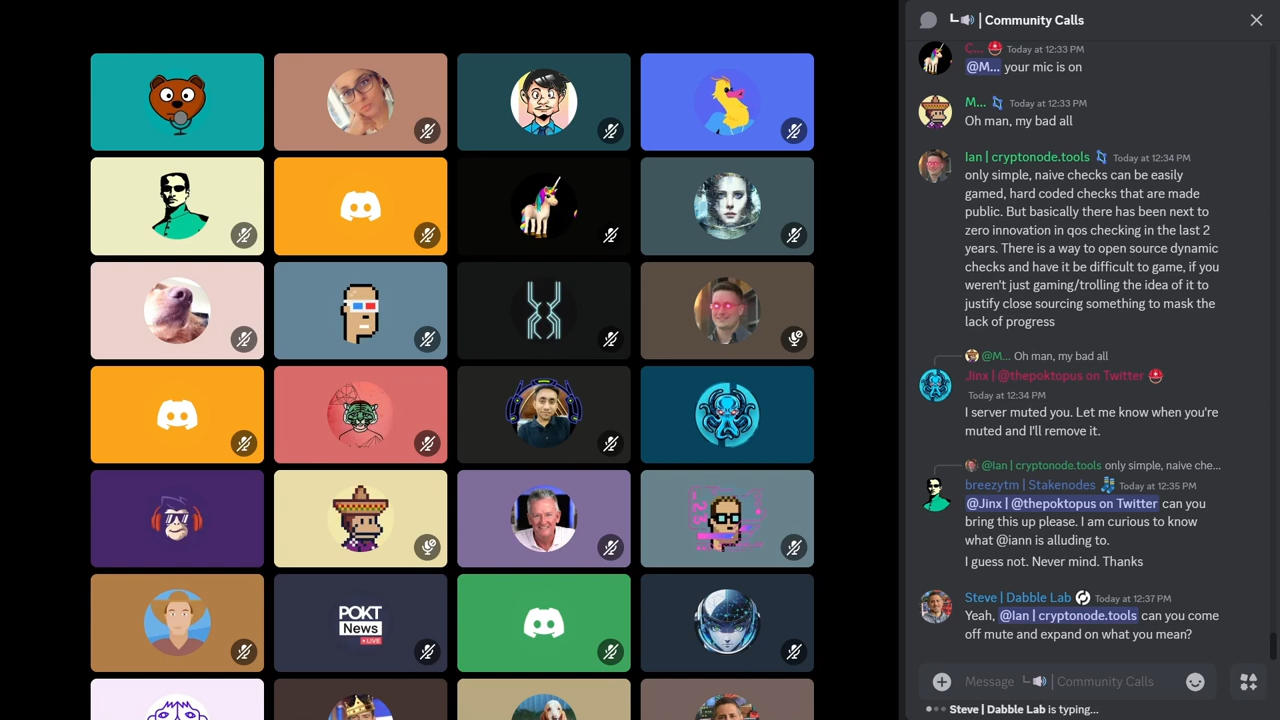 POKT
News
LIVE
Community Calls
C... Today at 12:33 PM
@M... your mic is on
M... Today at 12:33 PM
Oh man, my bad all
Ian | cryptonode.tools Today at 12:34 PM
only simple, naive checks can be easily
gamed, hard coded checks that are made
public. But basically there has been next to
zero innovation in qos checking in the last 2
years. There is a way to open source dynamic
checks and have it be difficult to game, if you
weren't just gaming/trolling the idea of it to
justify close sourcing something to mask the
lack of progress
@M... Oh man, my bad all
Jinx | @thepoktopus on Twitter
Today at 12:34 PM
I server muted you. Let me know when you're
muted and I'll remove it.
@Ian | cryptonode.tools only simple, naive che...
breezytm | Stakenodes Today at 12:35 PM
@Jinx | @thepoktopus on Twitter can you
bring this up please. I am curious to know
what @iann is alluding to.
I guess not. Never mind. Thanks
Steve | Dabble Lab Today at 12:37 PM
Yeah, @Ian | cryptonode.tools can you come
off mute and expand on what you mean?
Message | Community Calls
Steve | Dabble Lab is typing...